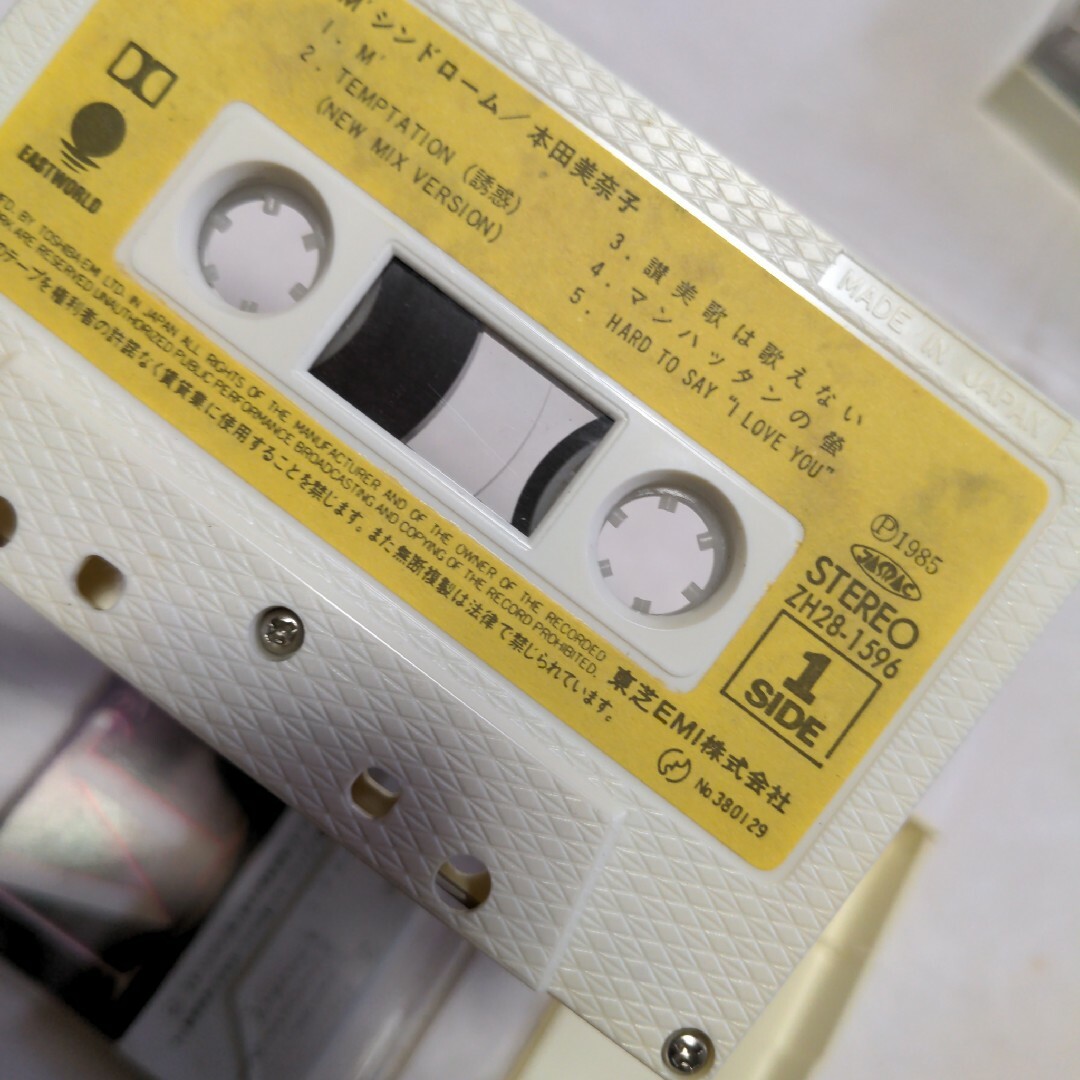 M'シンドローム/本田美奈子
1. M'
2. TEMPTATION (誘惑)
(NEW MIX VERSION)
3. 讃美歌は歌えない
4. マンハッタンの蛍
5. HARD TO SAY "I LOVE YOU"
EASTWORLD
MADE IN JAPAN
Ⓟ1985
JASRAC
STEREO
ZH28-1596
1
SIDE
BY TOSHIBA EMI LTD. IN JAPAN ALL RIGHTS OF THE MANUFACTURER AND OF THE OWNER OF THE RECORDED
ARE RESERVED UNAUTHORIZED PUBLIC PERFORMANCE BROADCASTING AND COPYING OF THE RECORD PROHIBITED.
のテープを権利者の許諾なく賃貸業に使用することを禁じます。また無断複製は法律で禁じられています。
東芝EMI株式会社
No.380129